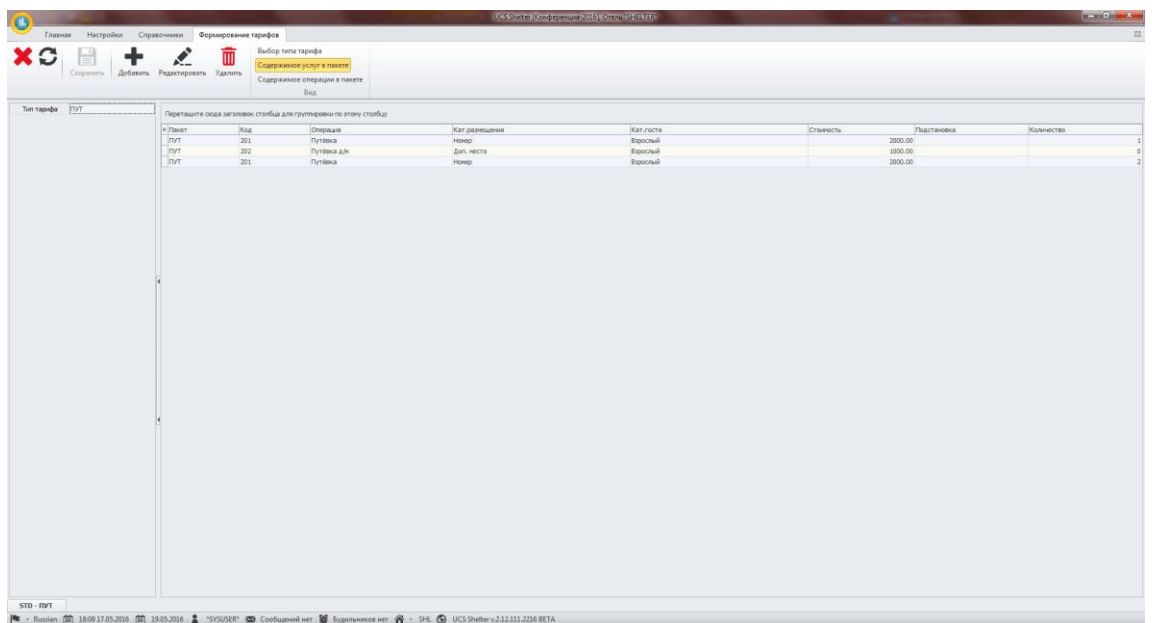 UCS Shelter [Конференция-2016], Отель "SHELTER"
Главная Настройки Справочники Формирование тарифов
Сохранить Добавить Редактировать Удалить
Выбор типа тарифа
Содержимое услуг в пакете
Содержимое операции в пакете
Вид
Тип тарифа ПУТ
Перетащите сюда заголовок столбца для группировки по этому столбцу
Пакет Код Операция Кат.размещения Кат.гостя Стоимость Подстановка Количество
ПУТ 201 Путёвка Номер Взрослый 2000.00 1
ПУТ 202 Путёвка д/м Доп. место Взрослый 1000.00 0
ПУТ 201 Путёвка Номер Взрослый 2000.00 2
STD - ПУТ
Russian 18:09 17.05.2016 19.05.2016 "SYSUSER" Сообщений нет Будильников нет - SHL UCS Shelter v.2.12.111.2216 BETA